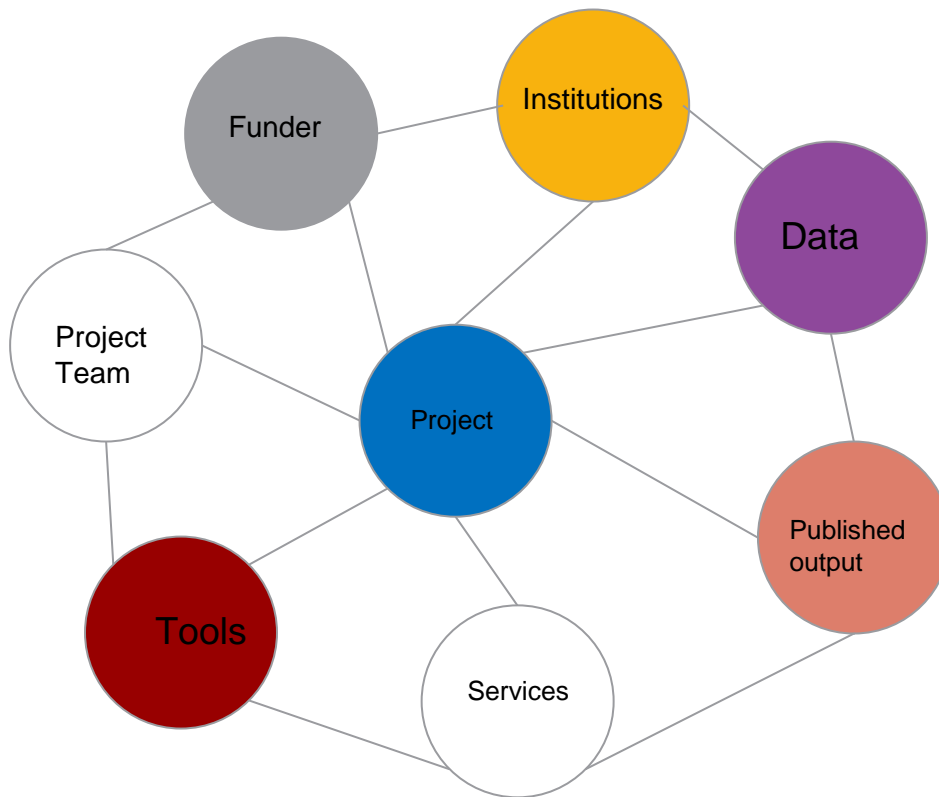 Institutions
Funder
Data
Project
Team
Project
Published
output
Tools
Services